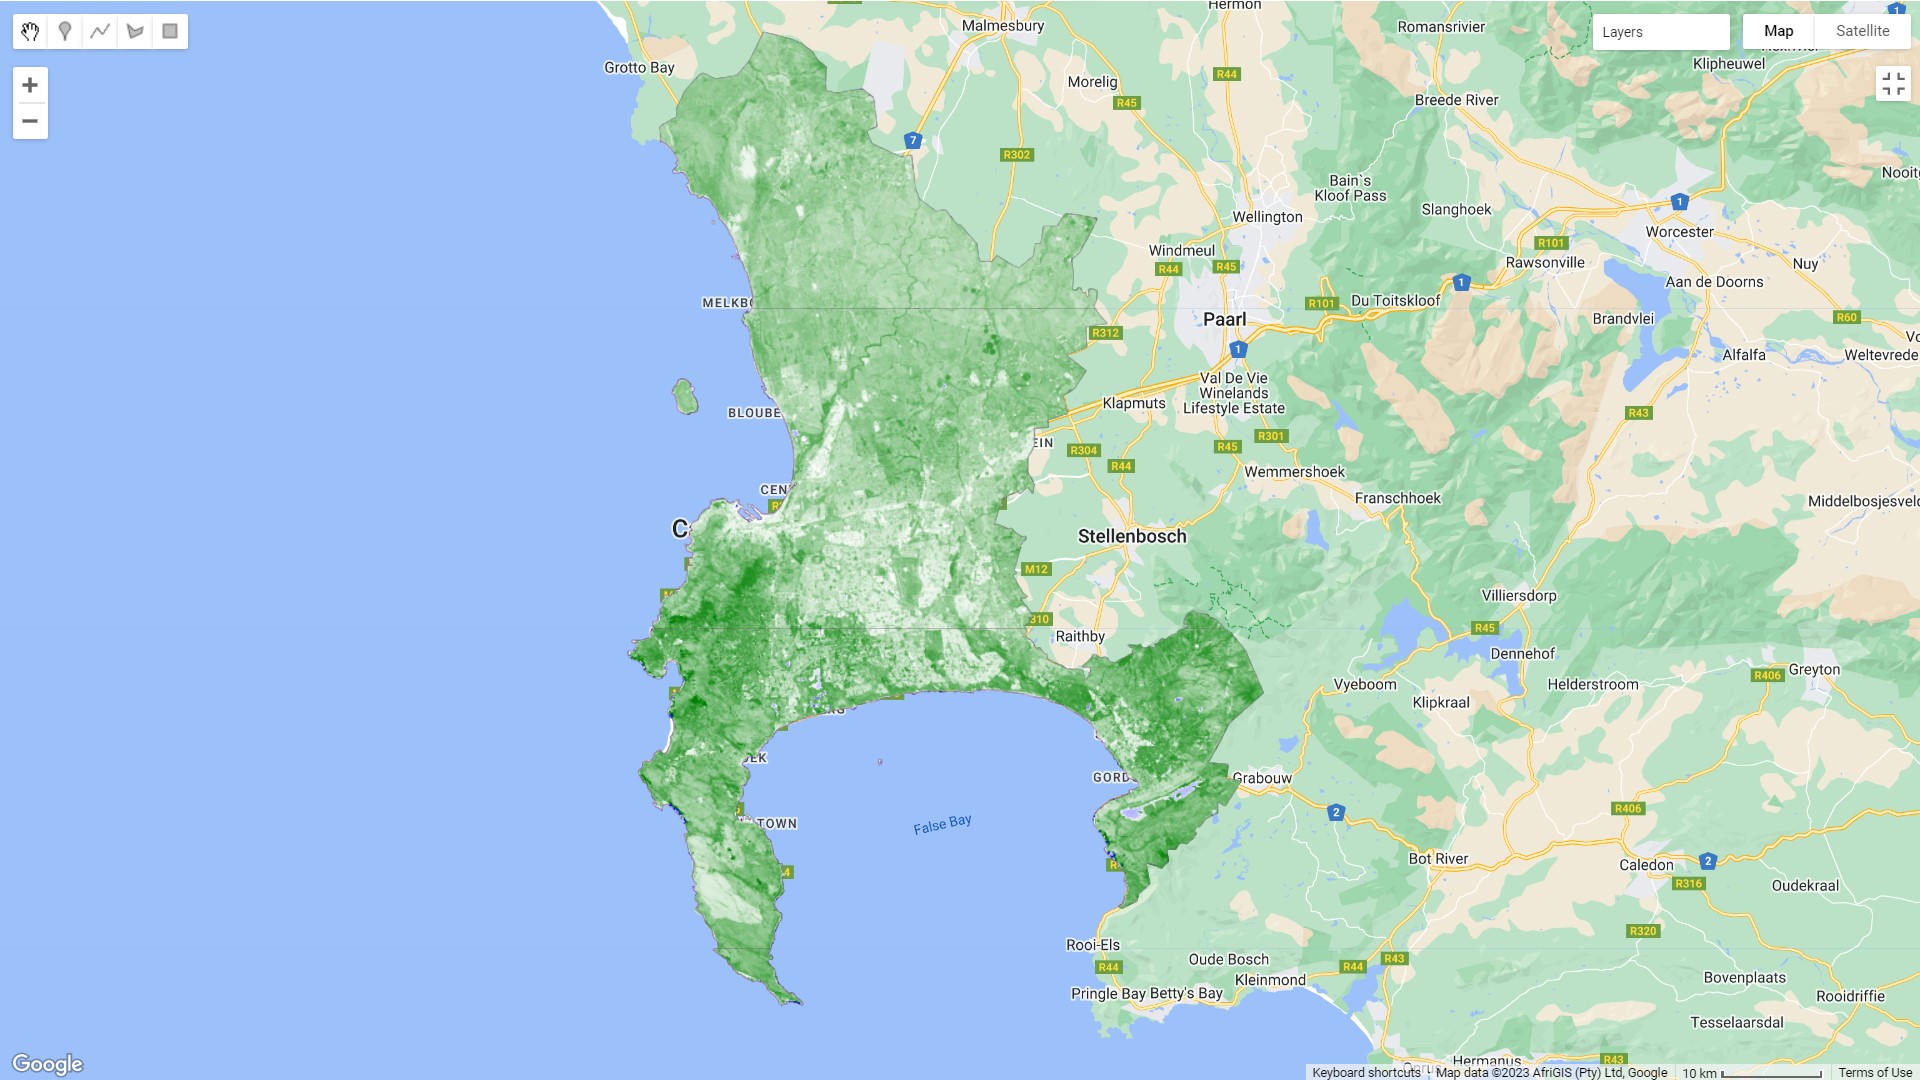 Hermon
Malmesbury
Romansrivier
1
Layers
Map
Satellite
Klipheuwel
Grotto Bay
R44
Morelig
R45
Breede River
7
R302
Bain`s
Kloof Pass
Slanghoek
1
Wellington
Worcester
Windmeul
R101
Rawsonville
Nuy
R44
R45
Aan de Doorns
1
MELKBO
R101
Du Toitskloof
Paarl
Brandvlei
R60
R312
1
Alfalfa
Weltevrede
Val De Vie
Winelands
Lifestyle Estate
Klapmuts
BLOUBE
R43
EIN
R304
R45
R301
R44
Wemmershoek
CEN
Franschhoek
Middelbosjesvel
C
Stellenbosch
M12
Villiersdorp
310
Raithby
R45
Dennehof
Greyton
R406
Vyeboom
Helderstroom
Klipkraal
GORD
Grabouw
TOWN
False Bay
2
R406
Bot River
Caledon
2
R316
Oudekraal
4
R320
Rooi-Els
R44
Oude Bosch
R44
R43
Kleinmond
Bovenplaats
Pringle Bay
Betty's Bay
Rooidriffie
Tesselaarsdal
Hermanus
R43
Google
Keyboard shortcuts
Map data ©2023 AfriGIS (Pty) Ltd, Google
10 km
Terms of Use